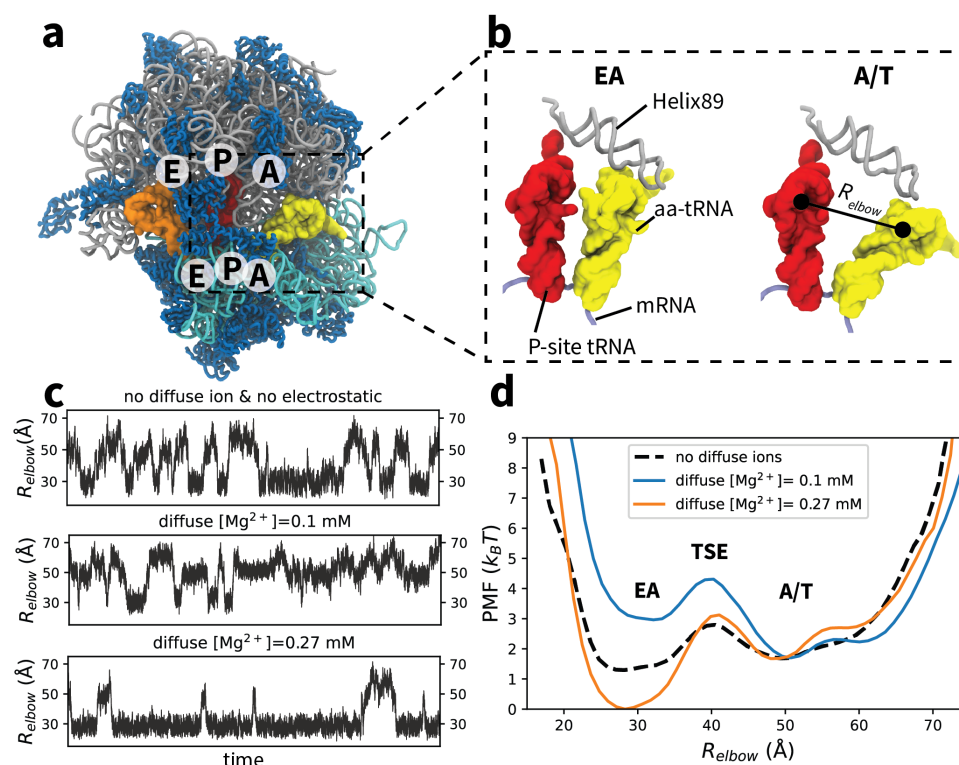 a
E
P
A
E
P
A
b
EA
A/T
Helix89
R_elbow
aa-tRNA
mRNA
P-site tRNA
c
no diffuse ion & no electrostatic
R_elbow(Å)
70
50
30
70
50
30
diffuse [Mg²⁺]=0.1 mM
R_elbow(Å)
70
50
30
70
50
30
diffuse [Mg²⁺]=0.27 mM
R_elbow(Å)
70
50
30
70
50
30
time
d
PMF (k_BT)
9
8
7
6
5
4
3
2
1
0
no diffuse ions
diffuse [Mg²⁺]= 0.1 mM
diffuse [Mg²⁺]= 0.27 mM
TSE
EA
A/T
20
30
40
50
60
70
R_elbow (Å)